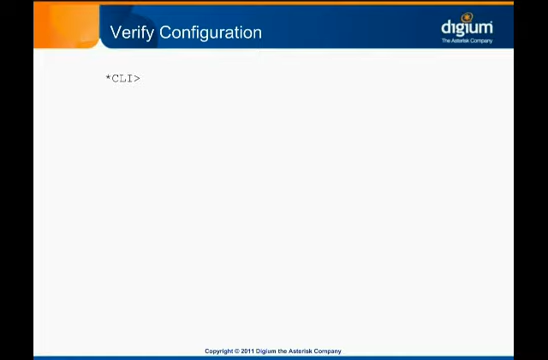 Verify Configuration
digium
The Asterisk Company
*CLI>
Copyright © 2011 Digium the Asterisk Company